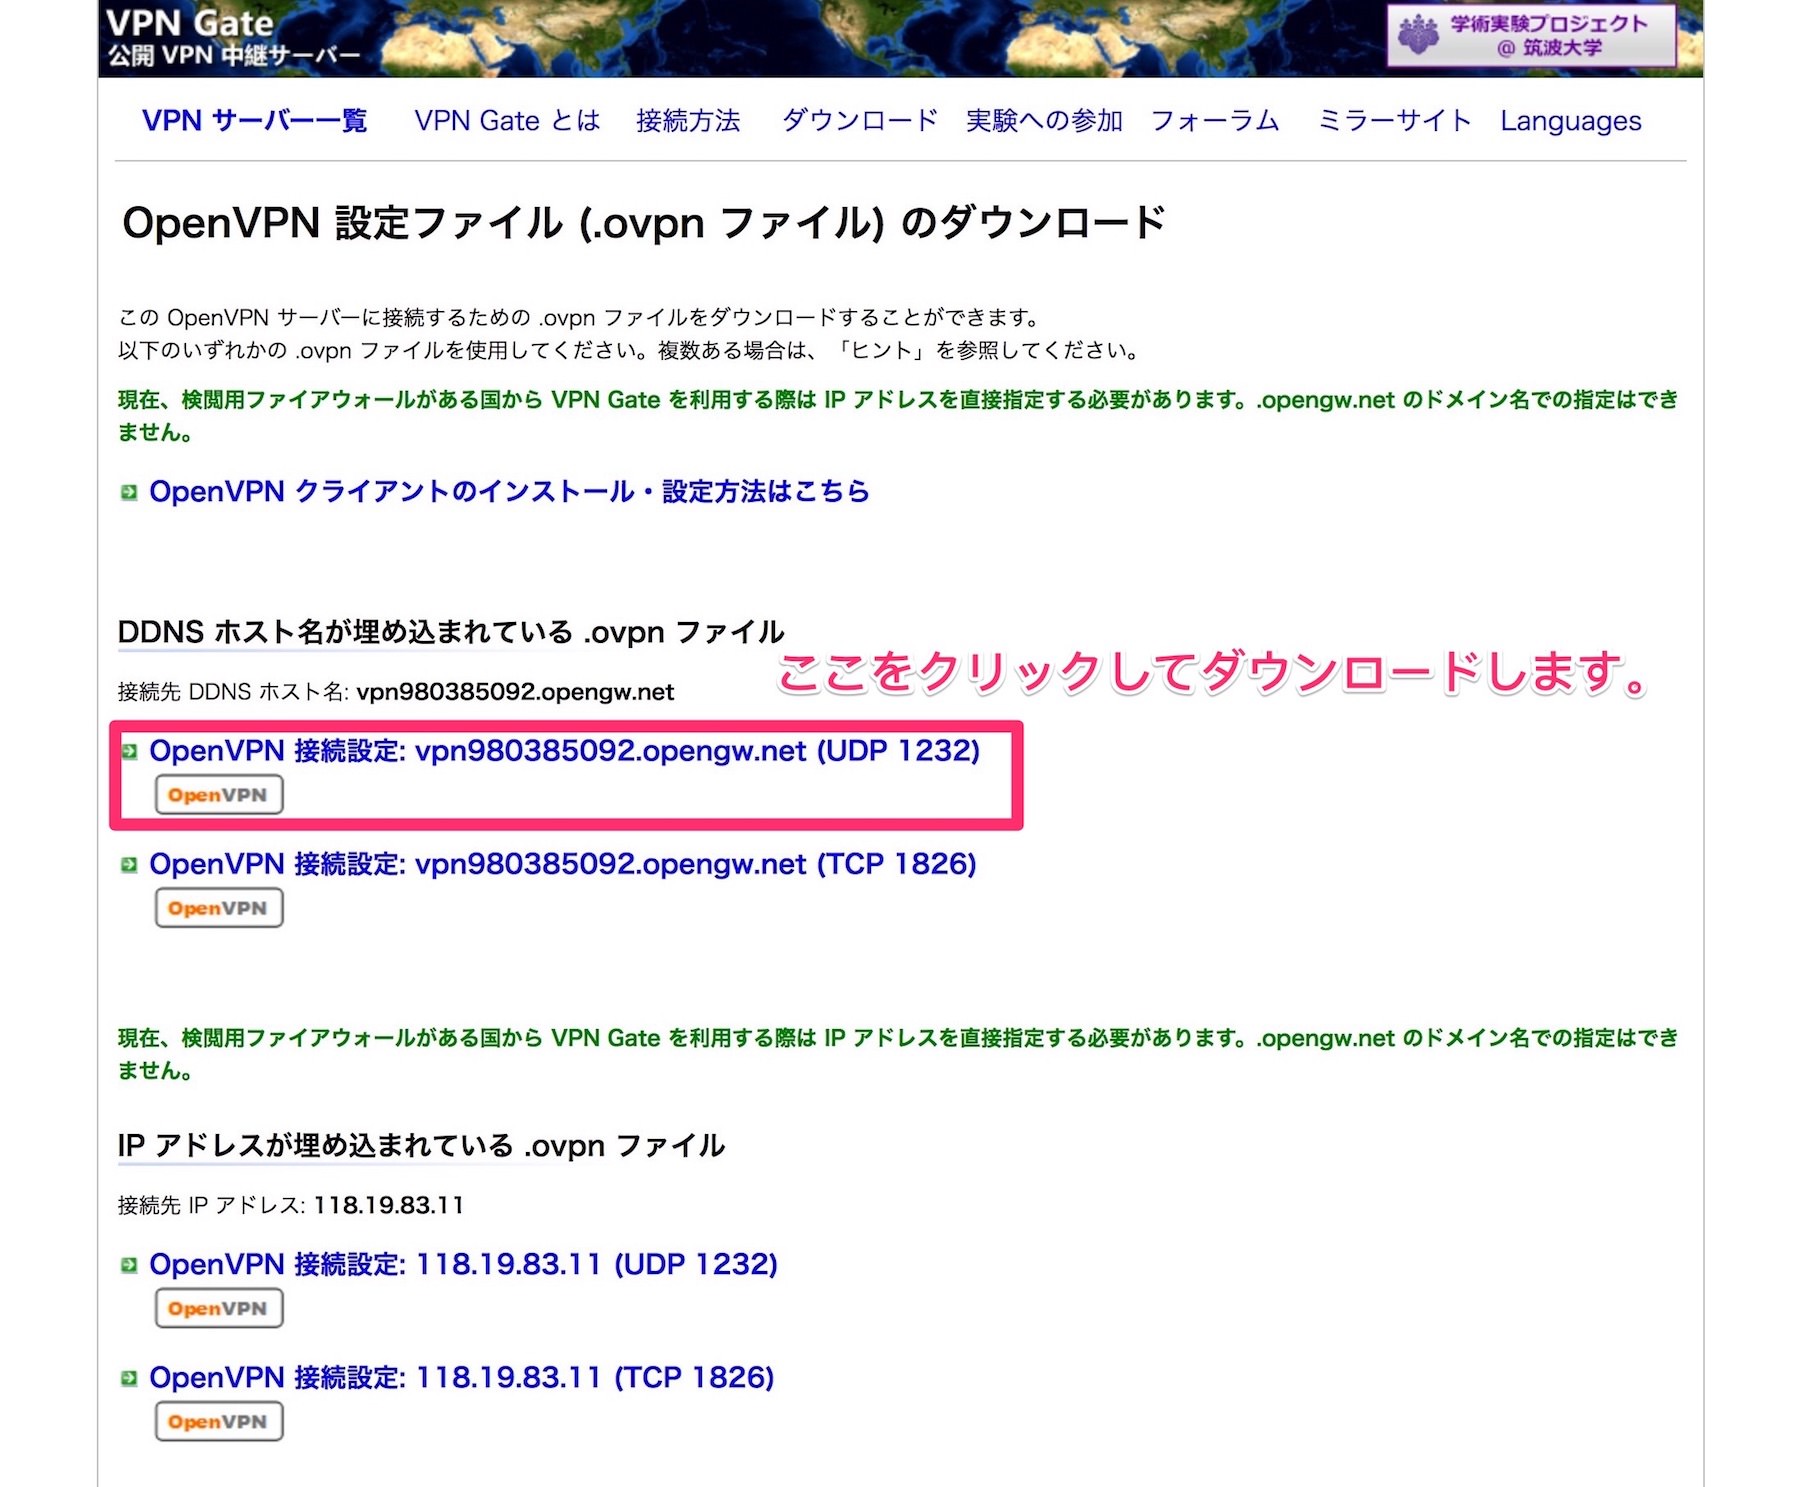 VPN Gate
公開 VPN 中継サーバー
学術実験プロジェクト
@ 筑波大学
VPN サーバー一覧 VPN Gate とは 接続方法 ダウンロード 実験への参加 フォーラム ミラーサイト Languages
OpenVPN 設定ファイル (.ovpn ファイル) のダウンロード
この OpenVPN サーバーに接続するための .ovpn ファイルをダウンロードすることができます。
以下のいずれかの .ovpn ファイルを使用してください。複数ある場合は、「ヒント」を参照してください。
現在、検閲用ファイアウォールがある国から VPN Gate を利用する際は IP アドレスを直接指定する必要があります。.opengw.net のドメイン名での指定はでき
ません。
OpenVPN クライアントのインストール・設定方法はこちら
DDNS ホスト名が埋め込まれている .ovpn ファイル
ここをクリックしてダウンロードします。
接続先 DDNS ホスト名: vpn980385092.opengw.net
OpenVPN 接続設定: vpn980385092.opengw.net (UDP 1232)
OpenVPN
OpenVPN 接続設定: vpn980385092.opengw.net (TCP 1826)
OpenVPN
現在、検閲用ファイアウォールがある国から VPN Gate を利用する際は IP アドレスを直接指定する必要があります。.opengw.net のドメイン名での指定はでき
ません。
IP アドレスが埋め込まれている .ovpn ファイル
接続先 IP アドレス: 118.19.83.11
OpenVPN 接続設定: 118.19.83.11 (UDP 1232)
OpenVPN
OpenVPN 接続設定: 118.19.83.11 (TCP 1826)
OpenVPN